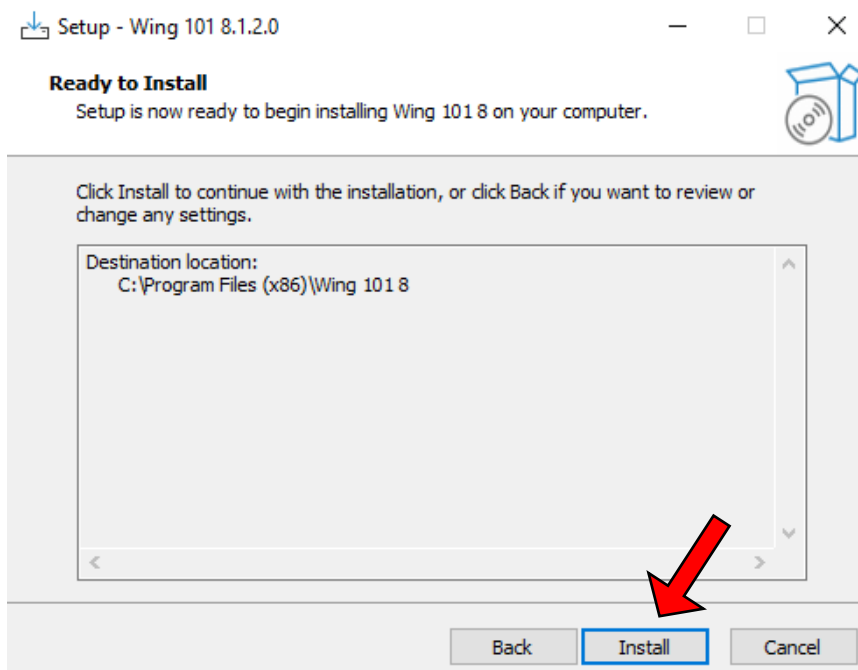 Setup - Wing 101 8.1.2.0
Ready to Install
Setup is now ready to begin installing Wing 101 8 on your computer.
Click Install to continue with the installation, or click Back if you want to review or
change any settings.
Destination location:
C:\Program Files (x86)\Wing 101 8
Back
Install
Cancel